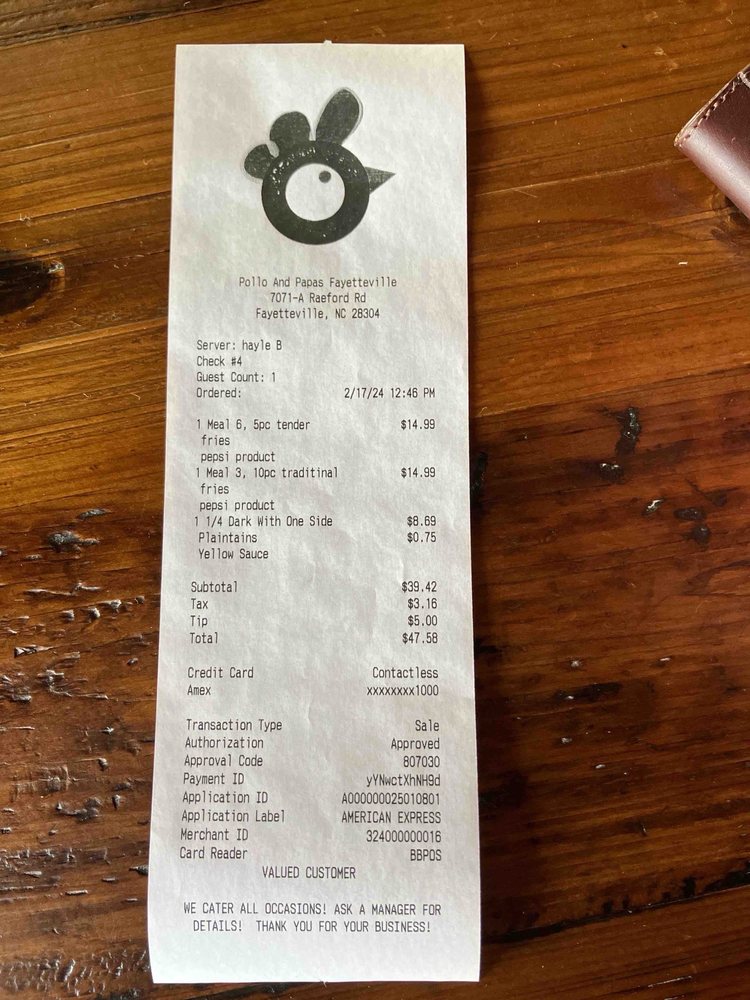 Pollo And Papas Fayetteville
7071-A Raeford Rd
Fayetteville, NC 28304
Server: hayle B
Check #4
Guest Count: 1
Ordered: 2/17/24 12:46 PM
1 Meal 6, 5pc tender $14.99
fries
pepsi product
1 Meal 3, 10pc traditinal $14.99
fries
pepsi product
1 1/4 Dark With One Side $8.69
Plaintains $0.75
Yellow Sauce
Subtotal $39.42
Tax $3.16
Tip $5.00
Total $47.58
Credit Card Contactless
Amex xxxxxxxx1000
Transaction Type Sale
Authorization Approved
Approval Code 807030
Payment ID yYNwctXhNH9d
Application ID A000000025010801
Application Label AMERICAN EXPRESS
Merchant ID 324000000016
Card Reader BBPOS
VALUED CUSTOMER
WE CATER ALL OCCASIONS! ASK A MANAGER FOR
DETAILS! THANK YOU FOR YOUR BUSINESS!